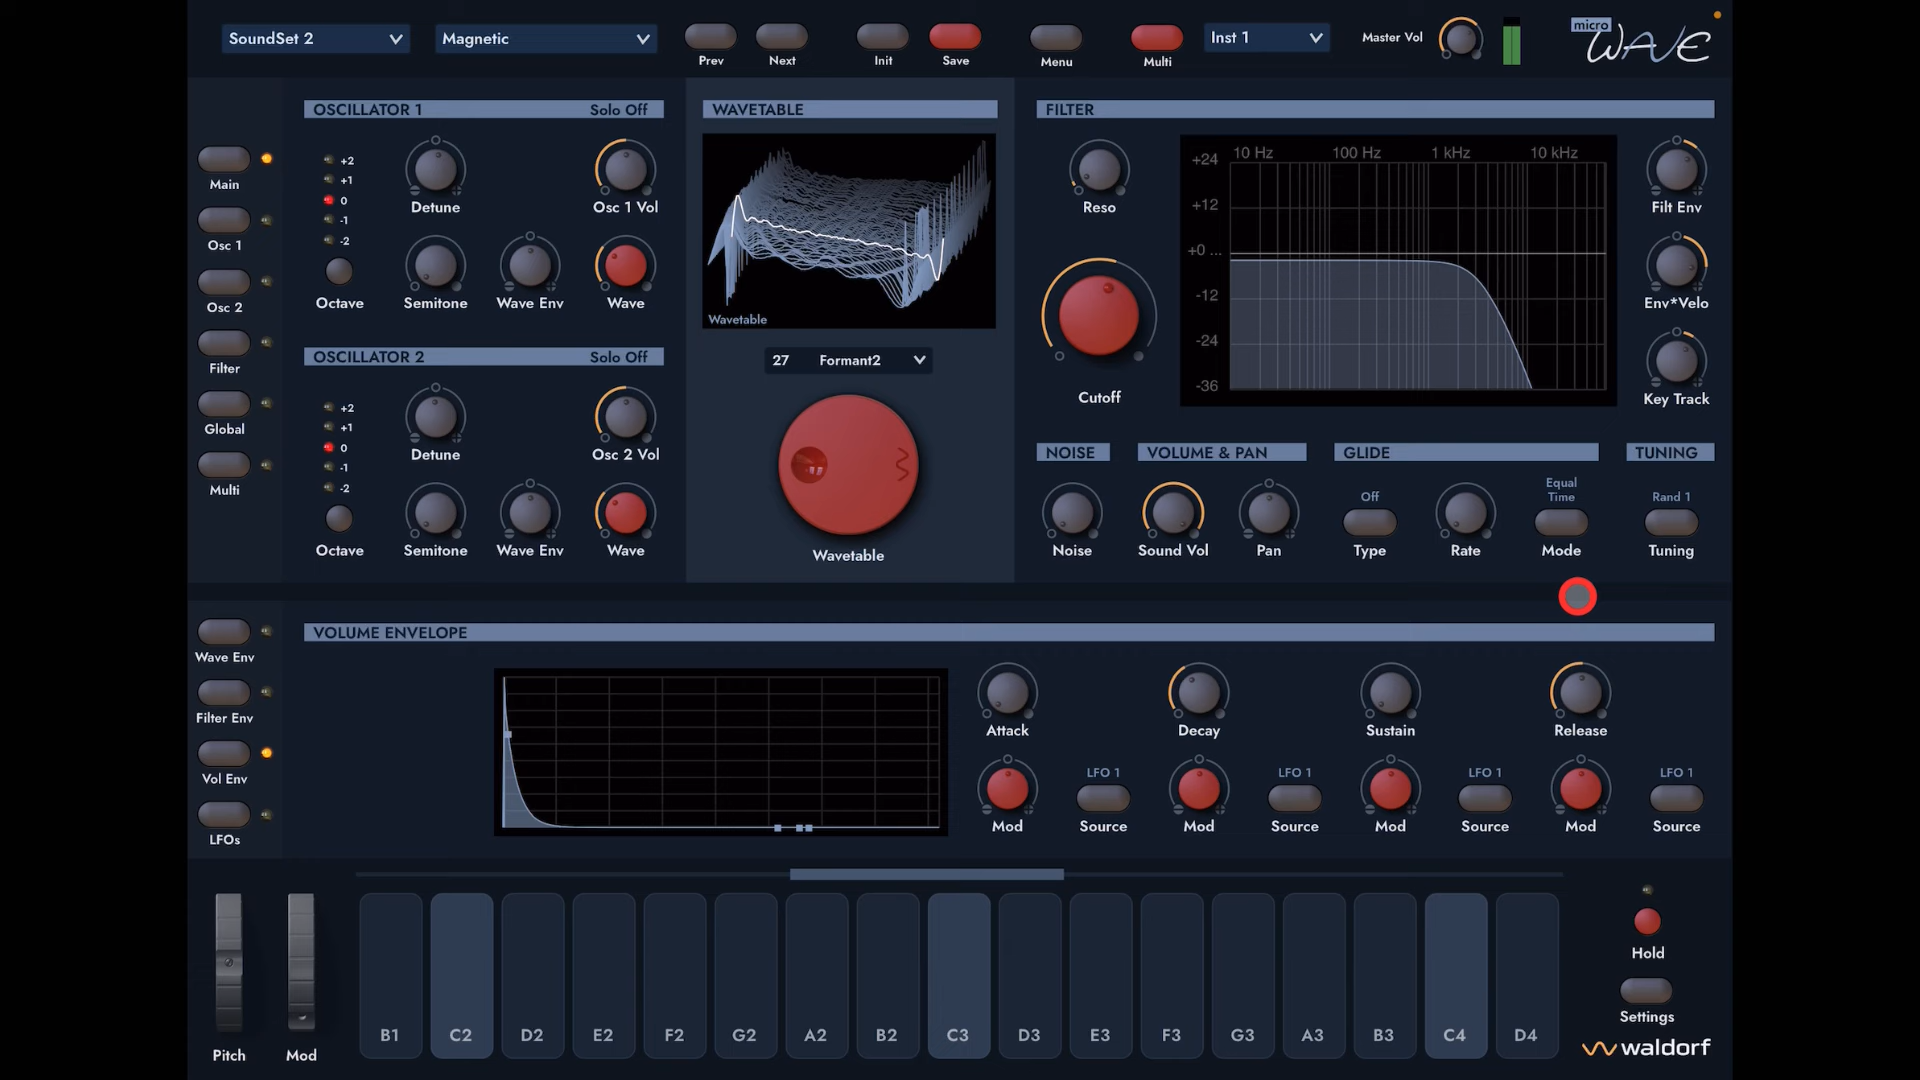 SoundSet 2
Magnetic
Prev
Next
Init
Save
Menu
Multi
Inst 1
Master Vol
micro
WAVE
OSCILLATOR 1
Solo Off
+2
+1
0
-1
-2
Octave
Detune
Osc 1 Vol
Semitone
Wave Env
Wave
OSCILLATOR 2
Solo Off
+2
+1
0
-1
-2
Octave
Detune
Osc 2 Vol
Semitone
Wave Env
Wave
Main
Osc 1
Osc 2
Filter
Global
Multi
WAVETABLE
Wavetable
27 Formant2
Wavetable
FILTER
Reso
Cutoff
10 Hz 100 Hz 1 kHz 10 kHz
+24
+12
+0 ...
-12
-24
-36
Filt Env
Env*Velo
Key Track
NOISE
Noise
VOLUME & PAN
Sound Vol
Pan
GLIDE
Off
Type
Rate
Equal
Time
Mode
TUNING
Rand 1
Tuning
Wave Env
Filter Env
Vol Env
LFOs
VOLUME ENVELOPE
Attack
Decay
Sustain
Release
Mod
LFO 1
Source
Mod
LFO 1
Source
Mod
LFO 1
Source
Mod
LFO 1
Source
Pitch
Mod
B1 C2 D2 E2 F2 G2 A2 B2 C3 D3 E3 F3 G3 A3 B3 C4 D4
Hold
Settings
waldorf